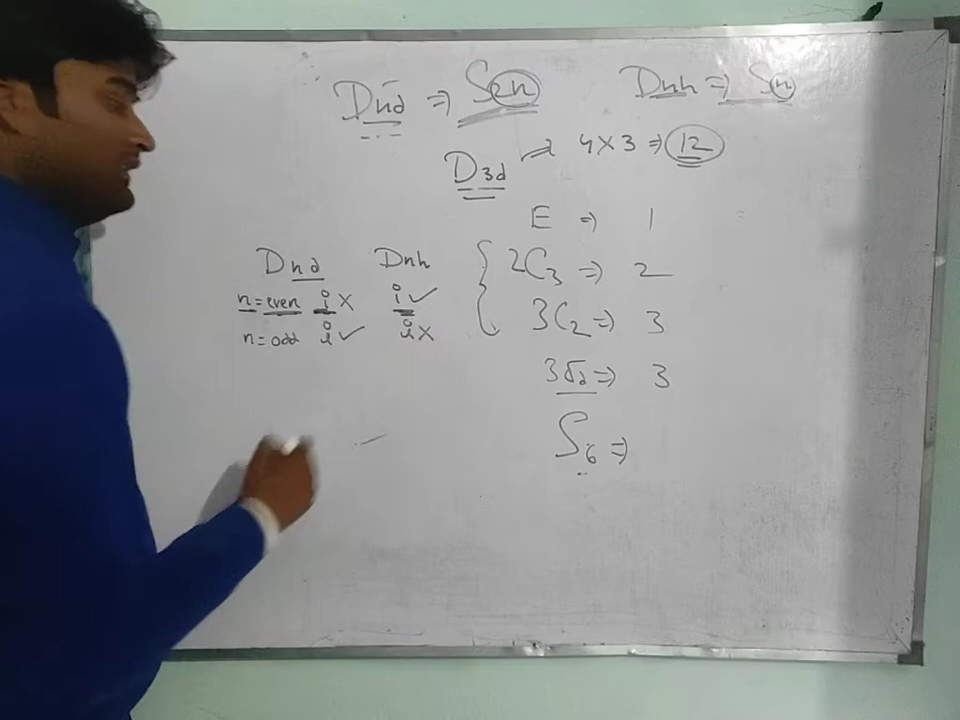 Dnd ⇒ S2n Dnh ⇒ Sn
D3d ⇒ 4×3 ⇒ 12
E ⇒ 1
Dnd Dnh
2C3 ⇒ 2
n=even i × i ✓
3C2 ⇒ 3
n=odd i ✓ i ×
3σd ⇒ 3
S6 ⇒